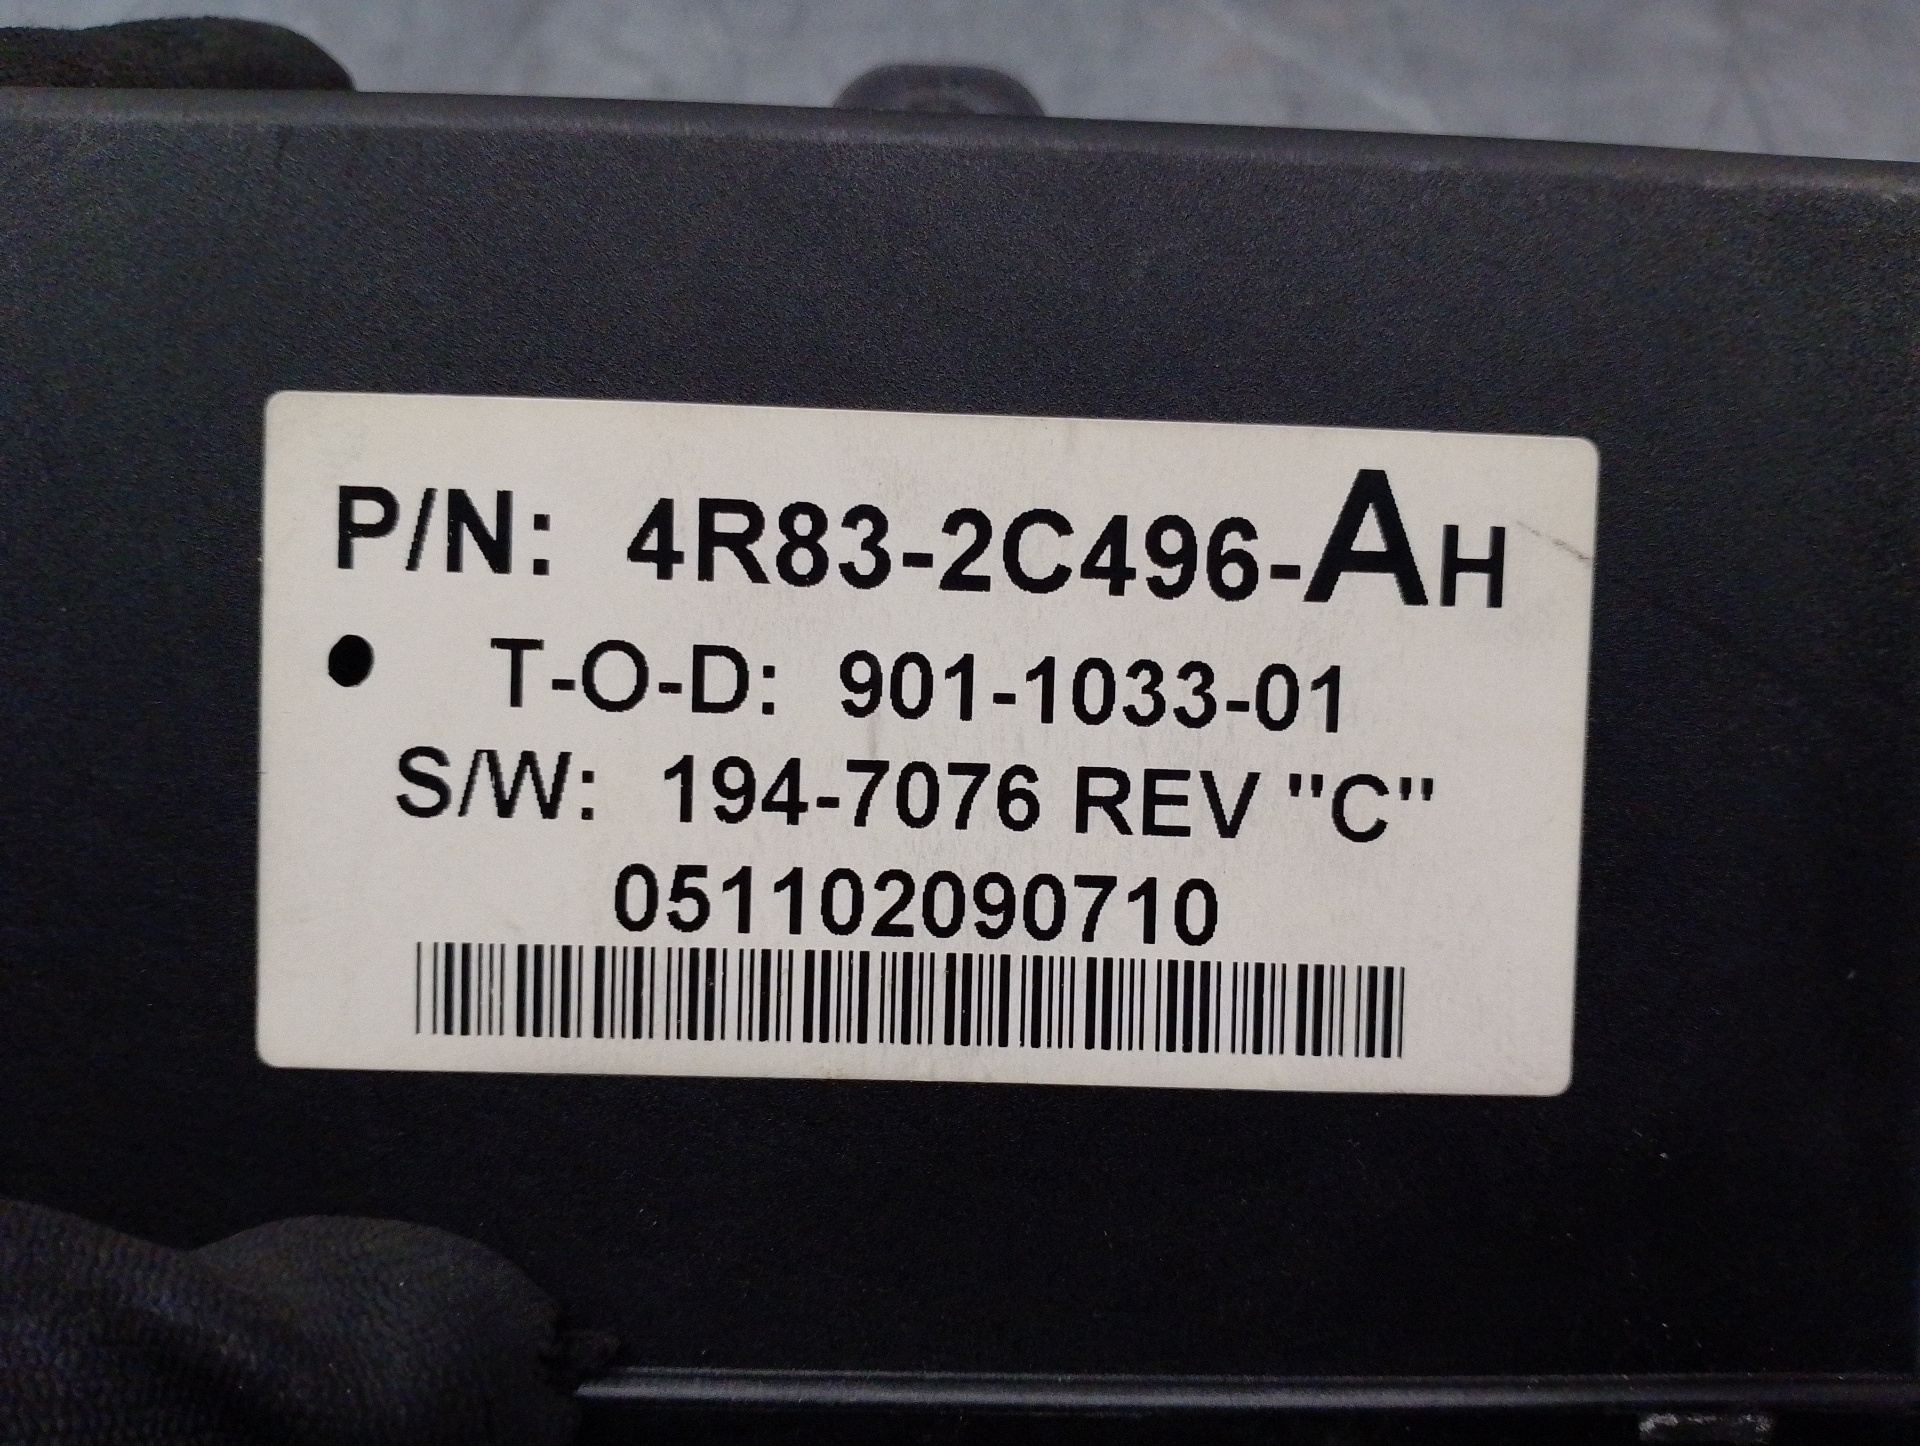 P/N: 4R83-2C496-AH
T-O-D: 901-1033-01
S/W: 194-7076 REV "C"
051102090710